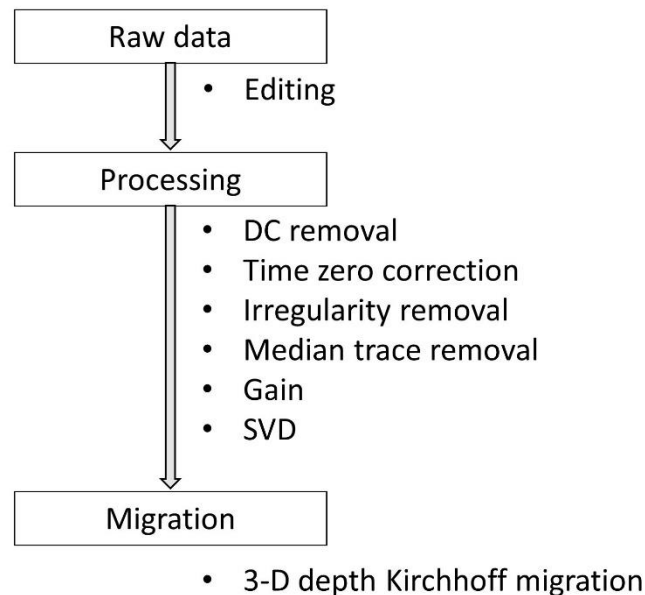 Raw data
• Editing
Processing
• DC removal
• Time zero correction
• Irregularity removal
• Median trace removal
• Gain
• SVD
Migration
• 3-D depth Kirchhoff migration